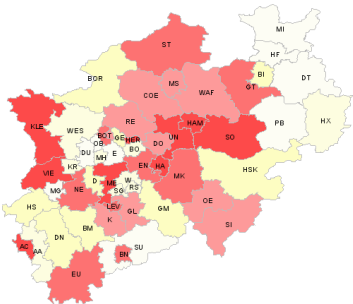 MI
ST
HF
BOR
BI
DT
MS
GT
COE
WAF
HX
RE
PB
KLE
WES
HAM
UN
SO
BOT
GE
HER
OB
BO
DO
DU
MH
E
KR
EN
HA
HSK
VIE
D
ME
W
MK
MG
NE
SG
RS
OE
HS
LEV
GL
GM
K
SI
BM
DN
AC
AA
SU
BN
EU